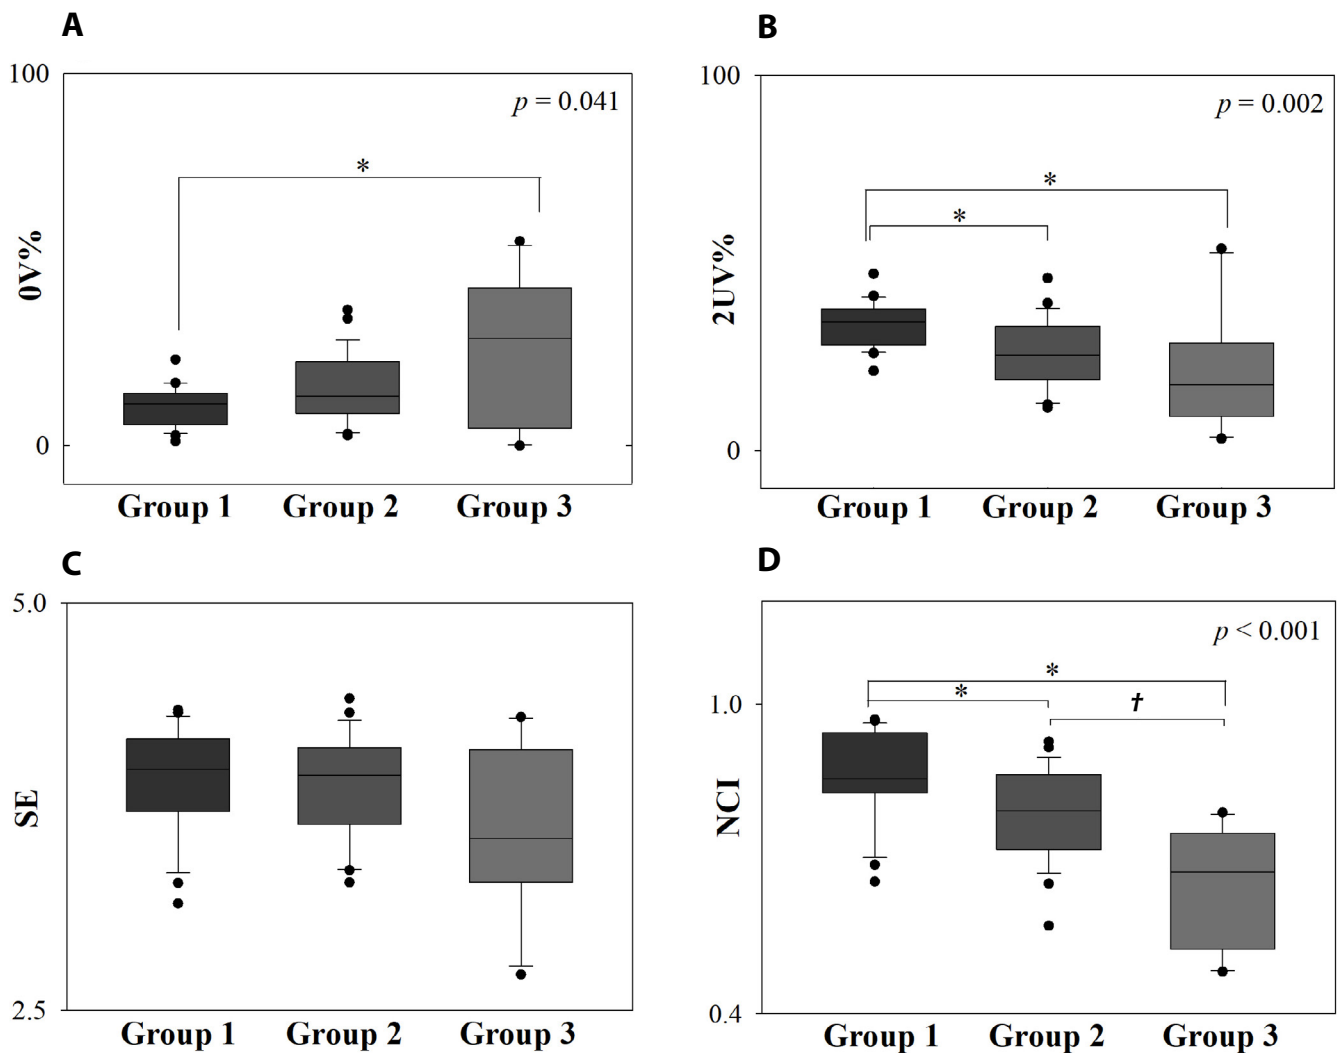 A
100
p = 0.041
*
0V%
0
Group 1 Group 2 Group 3
B
100
p = 0.002
*
*
2UV%
0
Group 1 Group 2 Group 3
C
5.0
SE
2.5
Group 1 Group 2 Group 3
D
p < 0.001
*
1.0
*
†
NCI
0.4
Group 1 Group 2 Group 3